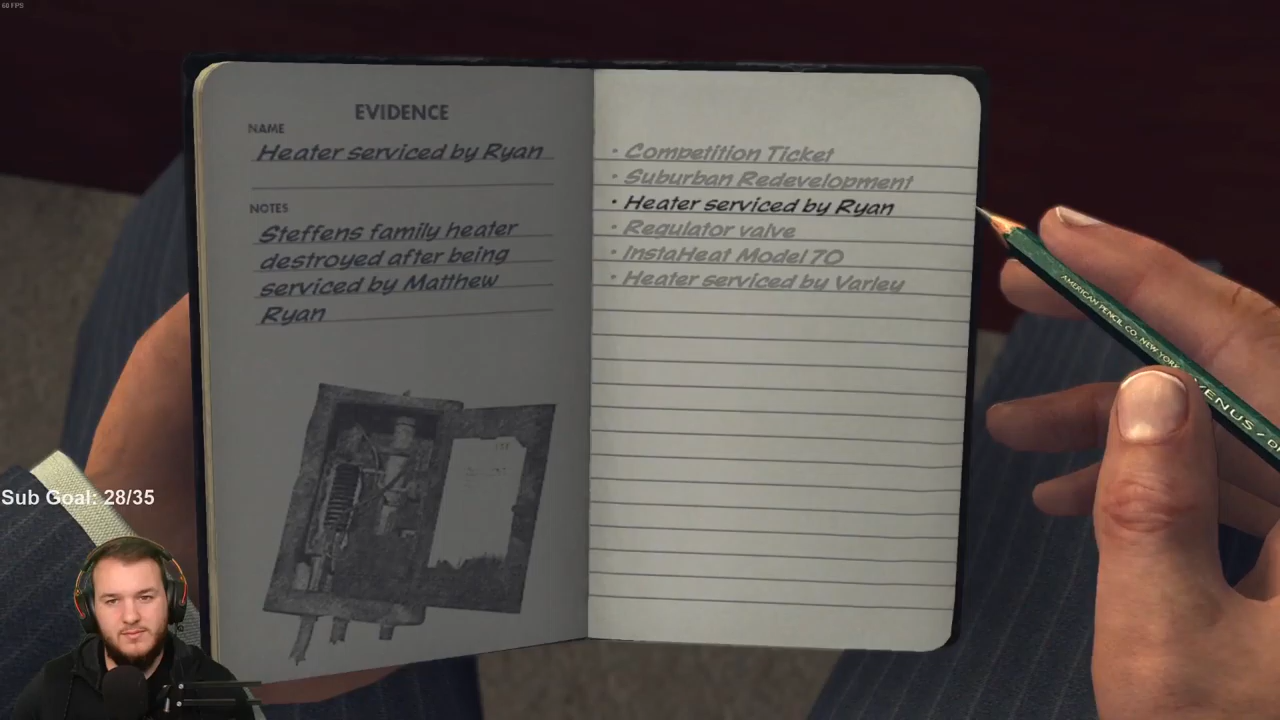 60 FPS
EVIDENCE
NAME
Heater serviced by Ryan
NOTES
Steffens family heater
destroyed after being
serviced by Matthew
Ryan
• Competition Ticket
• Suburban Redevelopment
• Heater serviced by Ryan
• Regulator valve
• InstaHeat Model 70
• Heater serviced by Varley
AMERICAN PENCIL CO. NEW YORK
VENUS
Sub Goal: 28/35